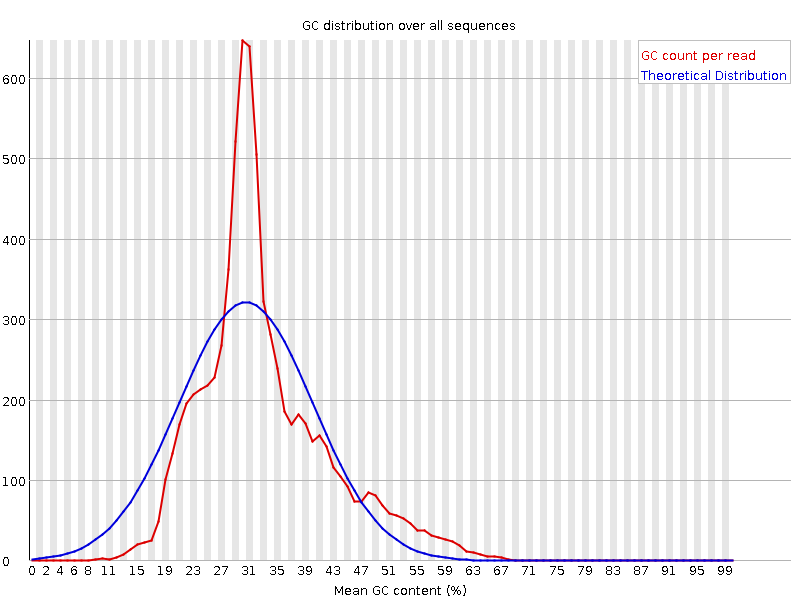 GC distribution over all sequences
GC count per read
Theoretical Distribution
600
500
400
300
200
100
0
0 2 4 6 8 11 15 19 23 27 31 35 39 43 47 51 55 59 63 67 71 75 79 83 87 91 95 99
Mean GC content (%)